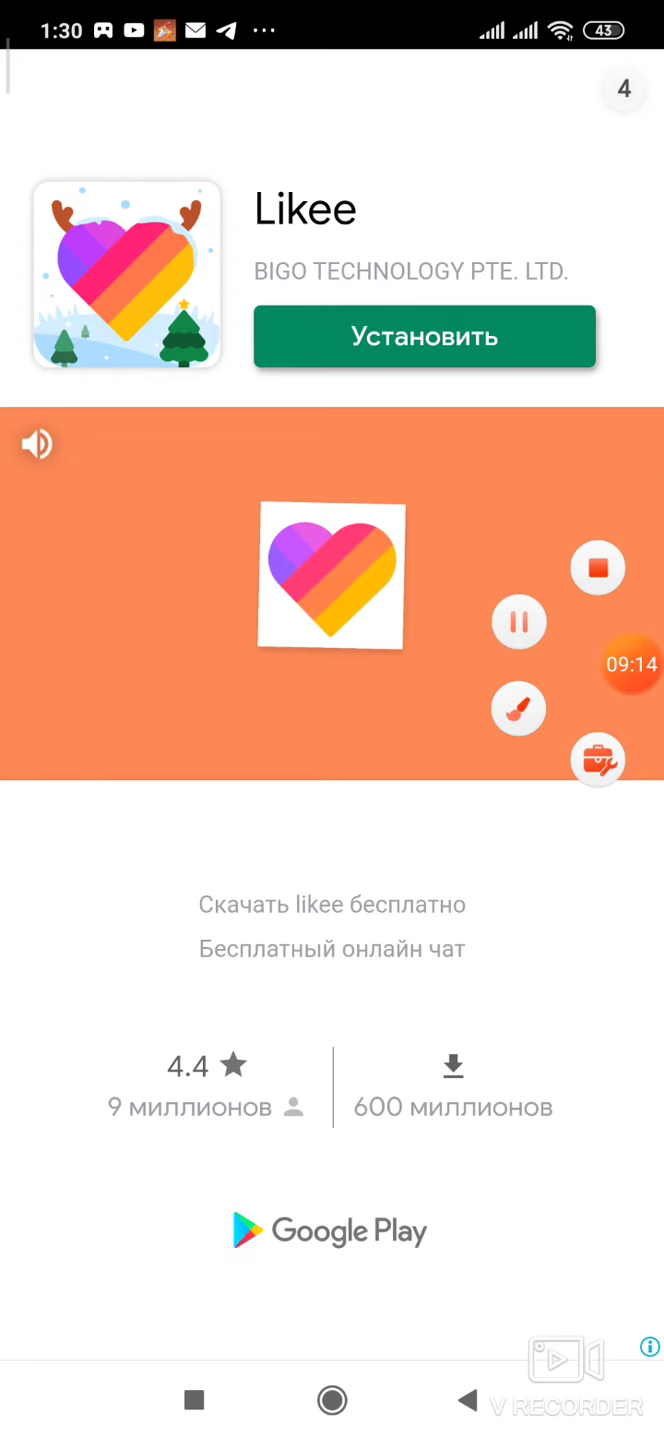 1:30
43
4
Likee
BIGO TECHNOLOGY PTE. LTD.
Установить
09:14
Скачать likee бесплатно
Бесплатный онлайн чат
4.4
9 миллионов
600 миллионов
Google Play
V RECORDER